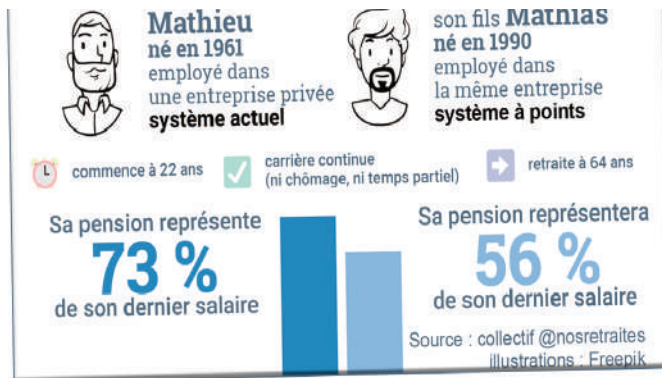 Mathieu
né en 1961
employé dans
une entreprise privée
système actuel
son fils Mathias
né en 1990
employé dans
la même entreprise
système à points
commence à 22 ans
carrière continue
(ni chômage, ni temps partiel)
retraite à 64 ans
Sa pension représente
73 %
de son dernier salaire
Sa pension représentera
56 %
de son dernier salaire
Source : collectif @nosretraites
illustrations : Freepik